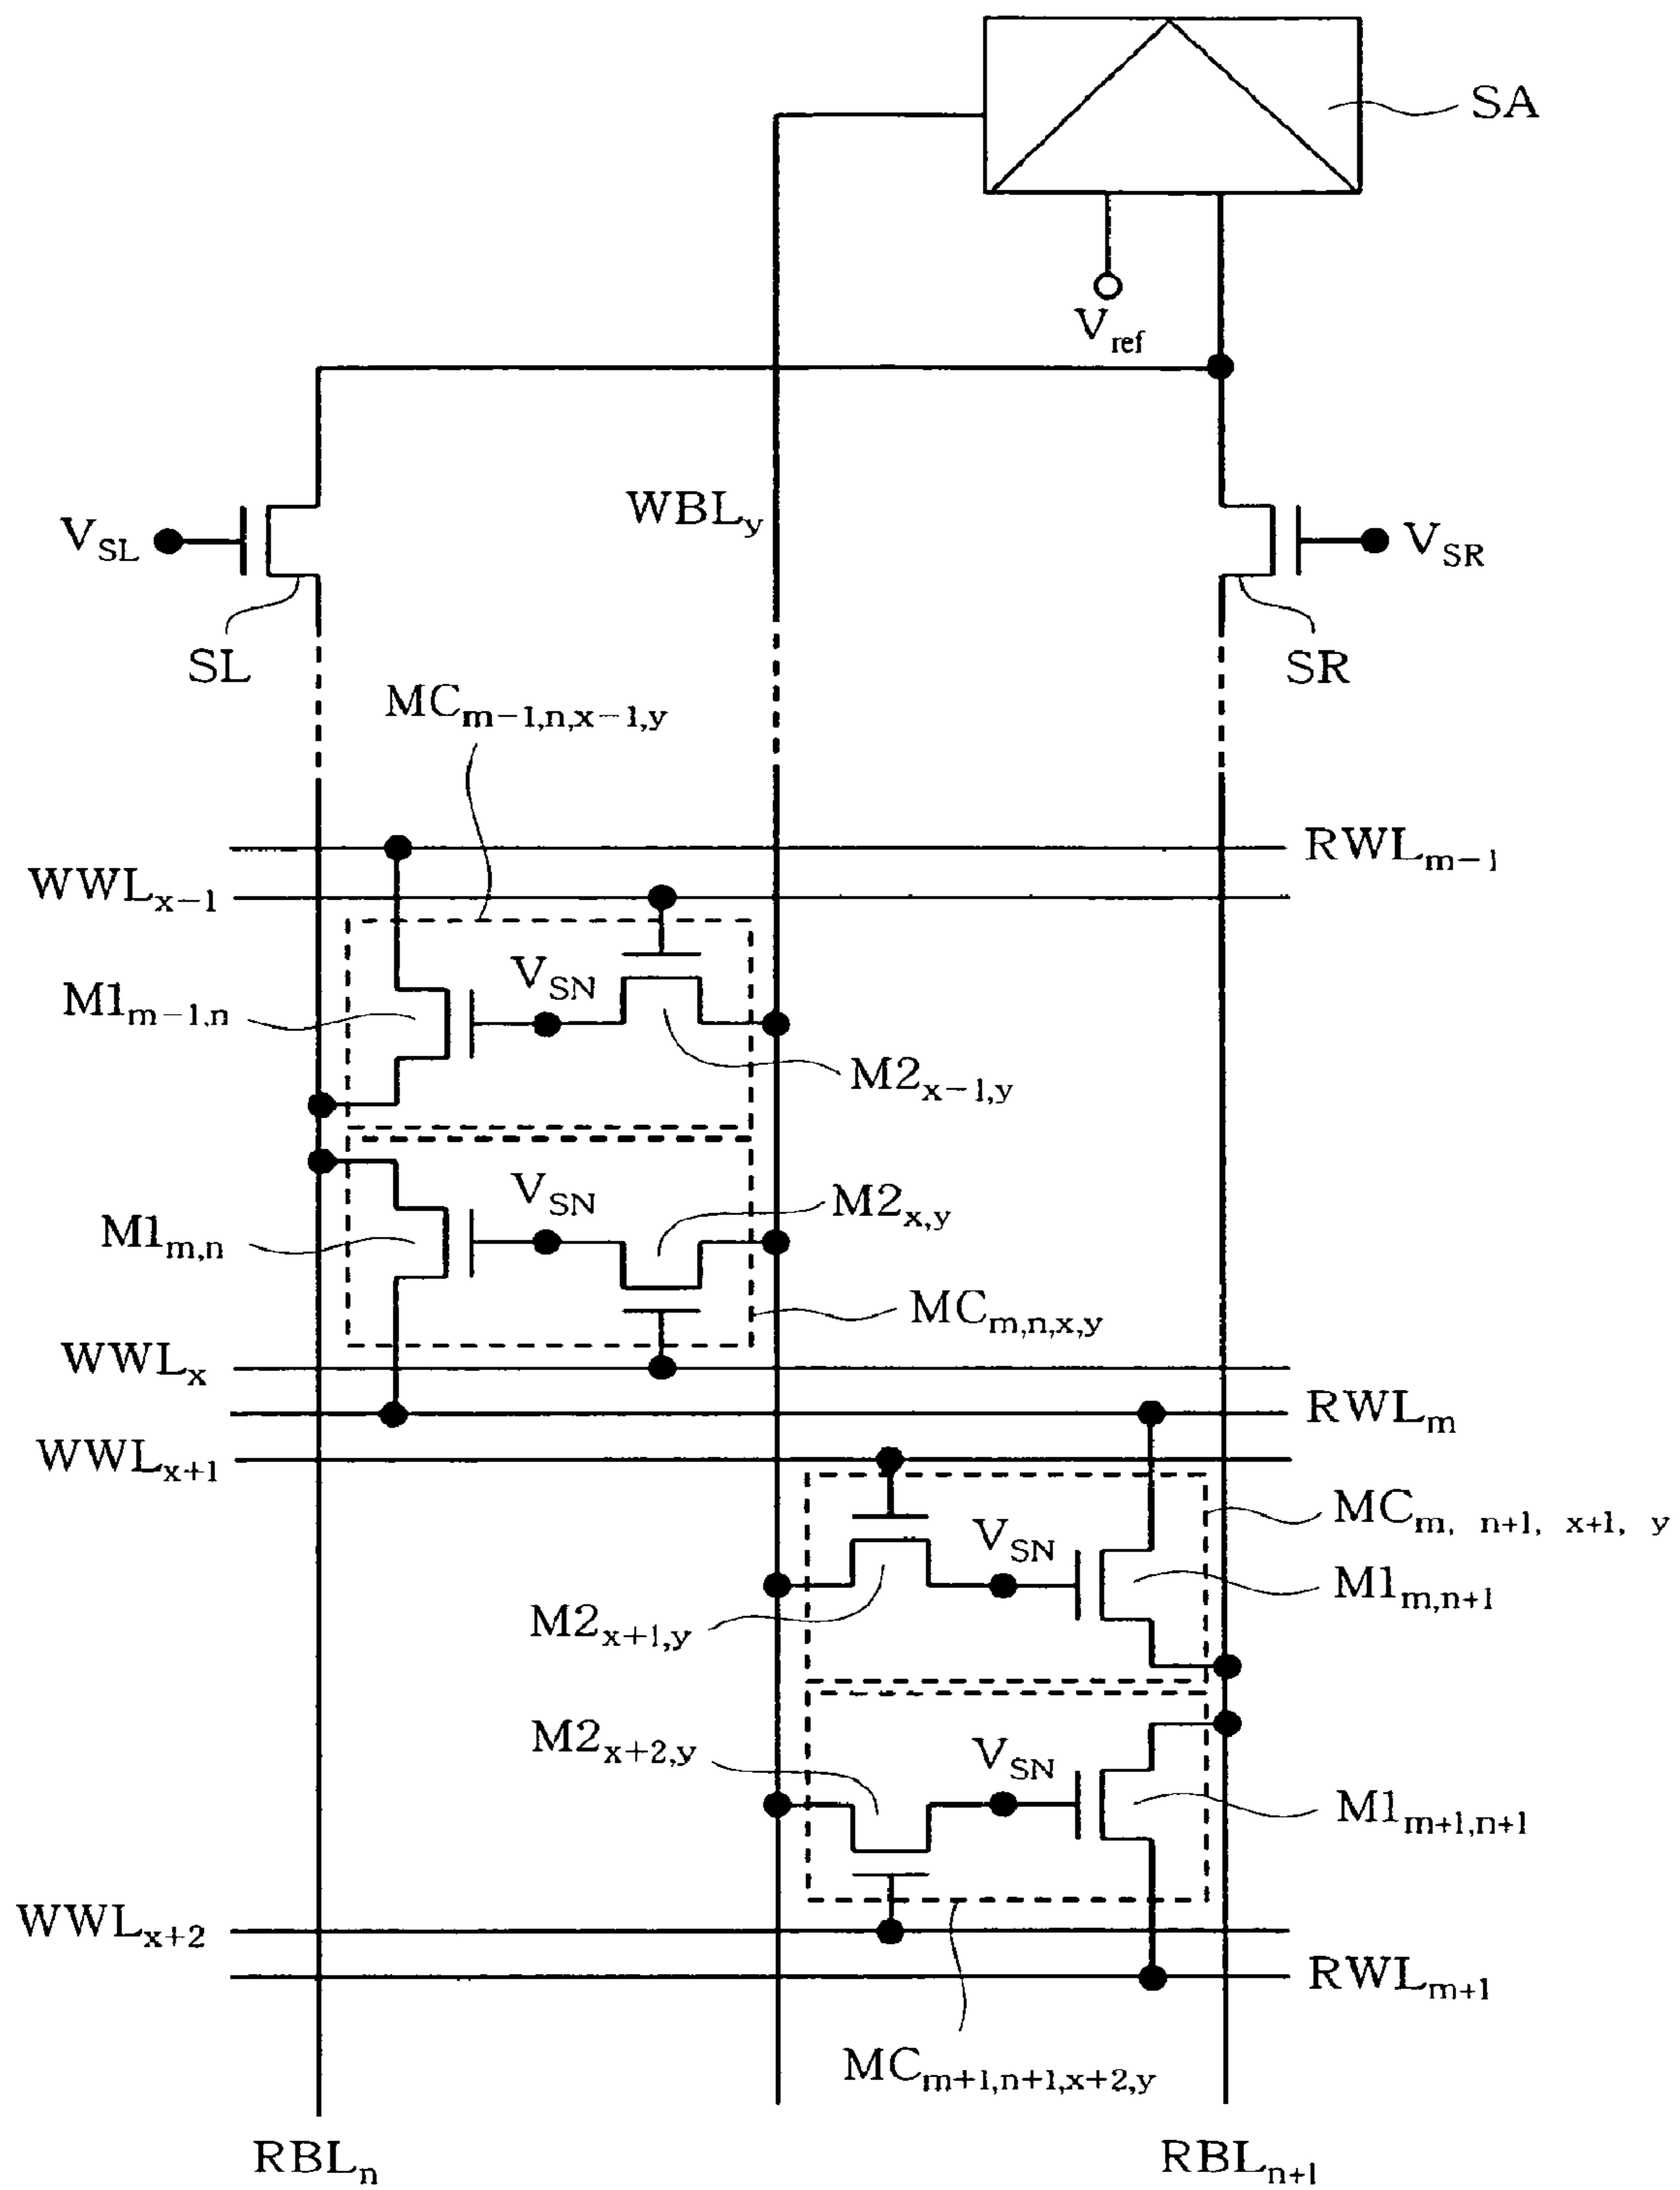 SA
V_ref
V_SL
WBL_y
V_SR
SL
SR
MC_m−1,n,x−1,y
RWL_m−1
WWL_x−1
V_SN
M1_m−1,n
M2_x−1,y
V_SN
M2_x,y
M1_m,n
MC_m,n,x,y
WWL_x
RWL_m
WWL_x+1
MC_m, n+1, x+1, y
V_SN
M1_m,n+1
M2_x+1,y
M2_x+2,y
V_SN
M1_m+1,n+1
WWL_x+2
RWL_m+1
MC_m+1,n+1,x+2,y
RBL_n
RBL_n+1